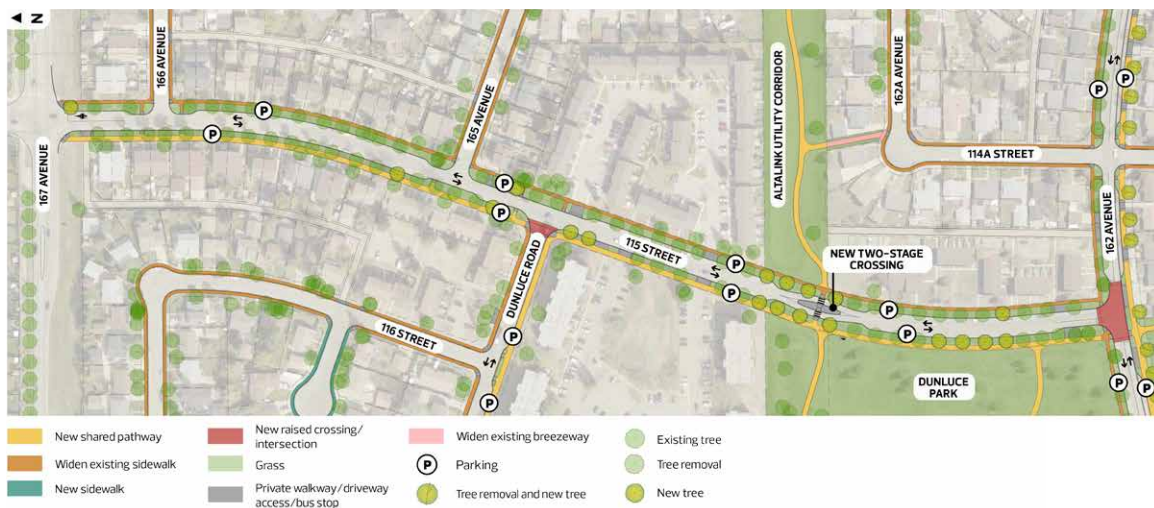 N
166 AVENUE
167 AVENUE
165 AVENUE
ALTALINK UTILITY CORRIDOR
162A AVENUE
114A STREET
162 AVENUE
P
P
P
P
P
P
P
P
P
P
P
P
P
P
115 STREET
NEW TWO-STAGE
CROSSING
DUNLUCE ROAD
116 STREET
DUNLUCE
PARK
New shared pathway
Widen existing sidewalk
New sidewalk
New raised crossing/
intersection
Grass
Private walkway/driveway
access/bus stop
Widen existing breezeway
P Parking
Tree removal and new tree
Existing tree
Tree removal
New tree